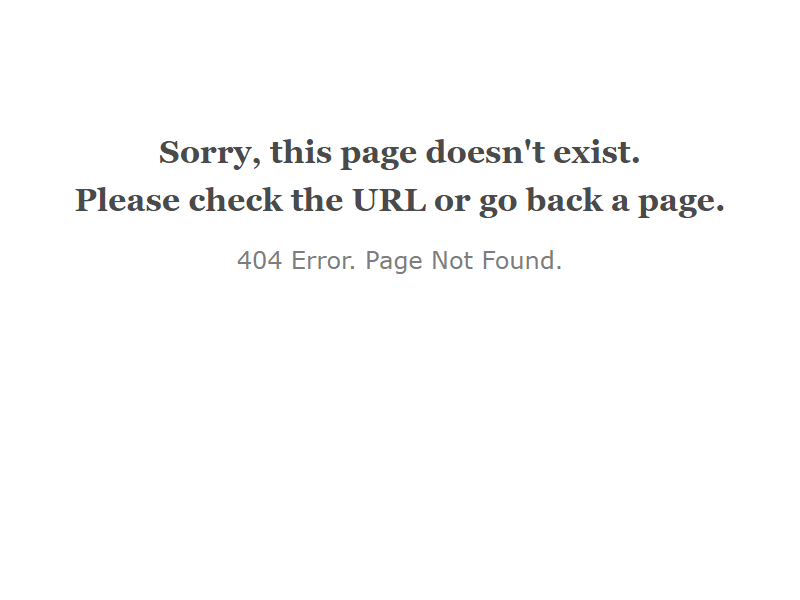 Sorry, this page doesn't exist.
Please check the URL or go back a page.
404 Error. Page Not Found.